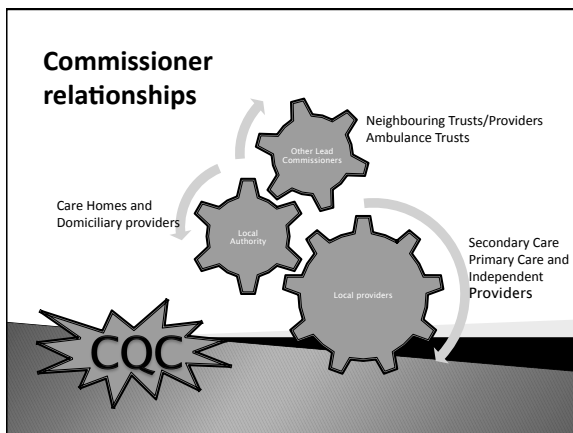 Commissioner
relationships
Neighbouring Trusts/Providers
Ambulance Trusts
Other Lead
Commissioners
Care Homes and
Domiciliary providers
Local
Authority
Secondary Care
Primary Care and
Independent
Providers
Local providers
CQC